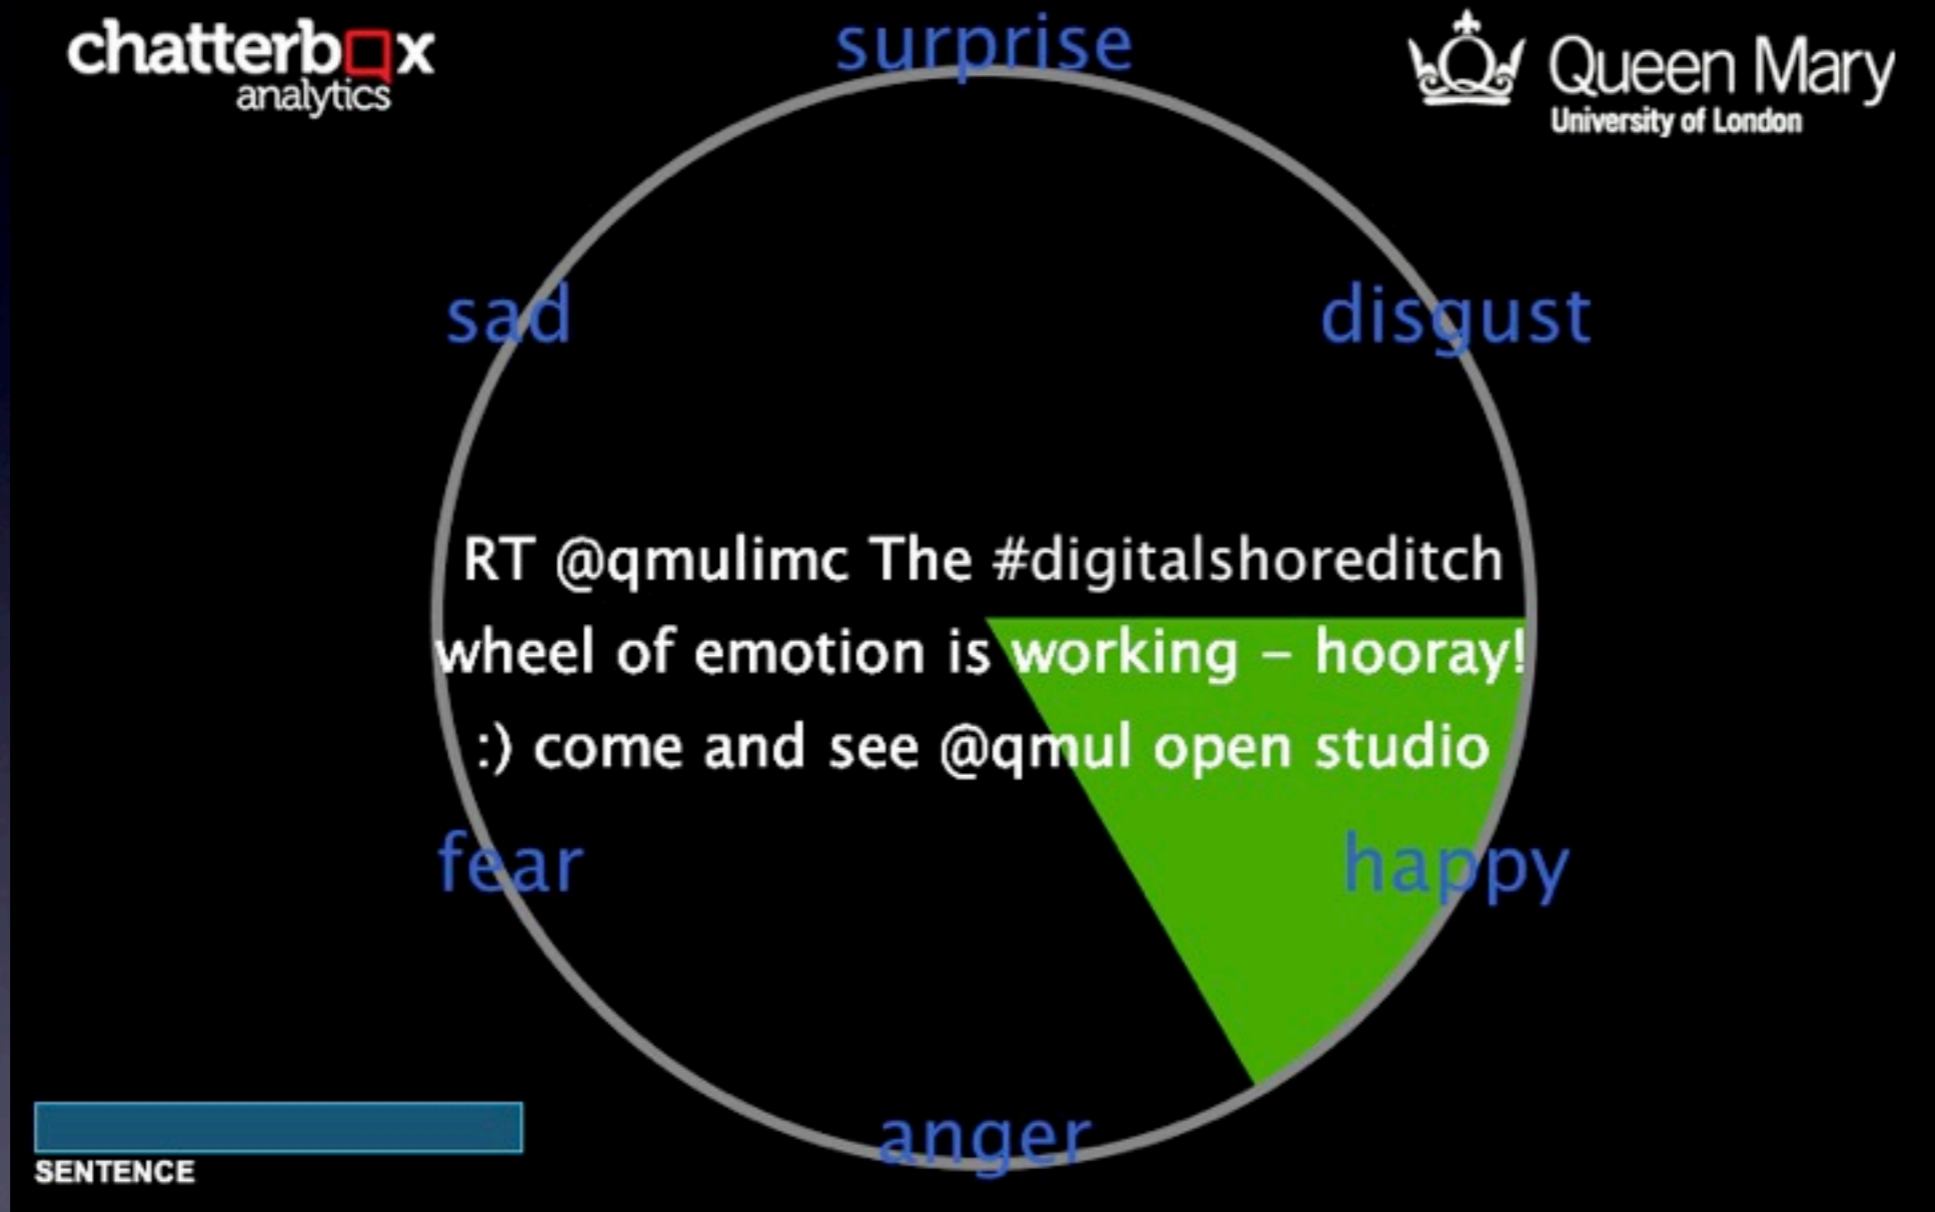 chatterbox
analytics
surprise
Queen Mary
University of London
sad
disgust
RT @qmulimc The #digitalshoreditch
wheel of emotion is working – hooray!
:) come and see @qmul open studio
fear
happy
anger
SENTENCE